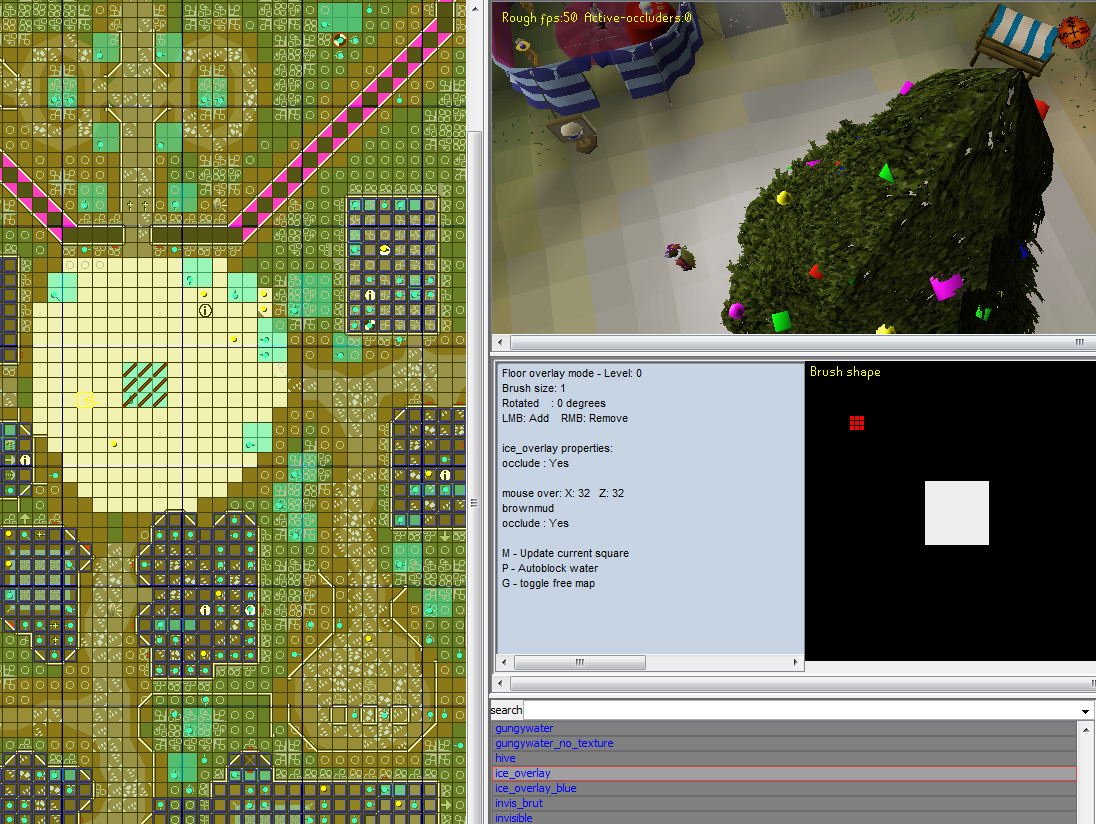 Rough fps:50 Active-occluders:0
Floor overlay mode - Level: 0
Brush size: 1
Rotated : 0 degrees
LMB: Add RMB: Remove
ice_overlay properties:
occlude : Yes
mouse over: X: 32 Z: 32
brownmud
occlude : Yes
M - Update current square
P - Autoblock water
G - toggle free map
Brush shape
search
gungywater
gungywater_no_texture
hive
ice_overlay
ice_overlay_blue
invis_brut
invisible